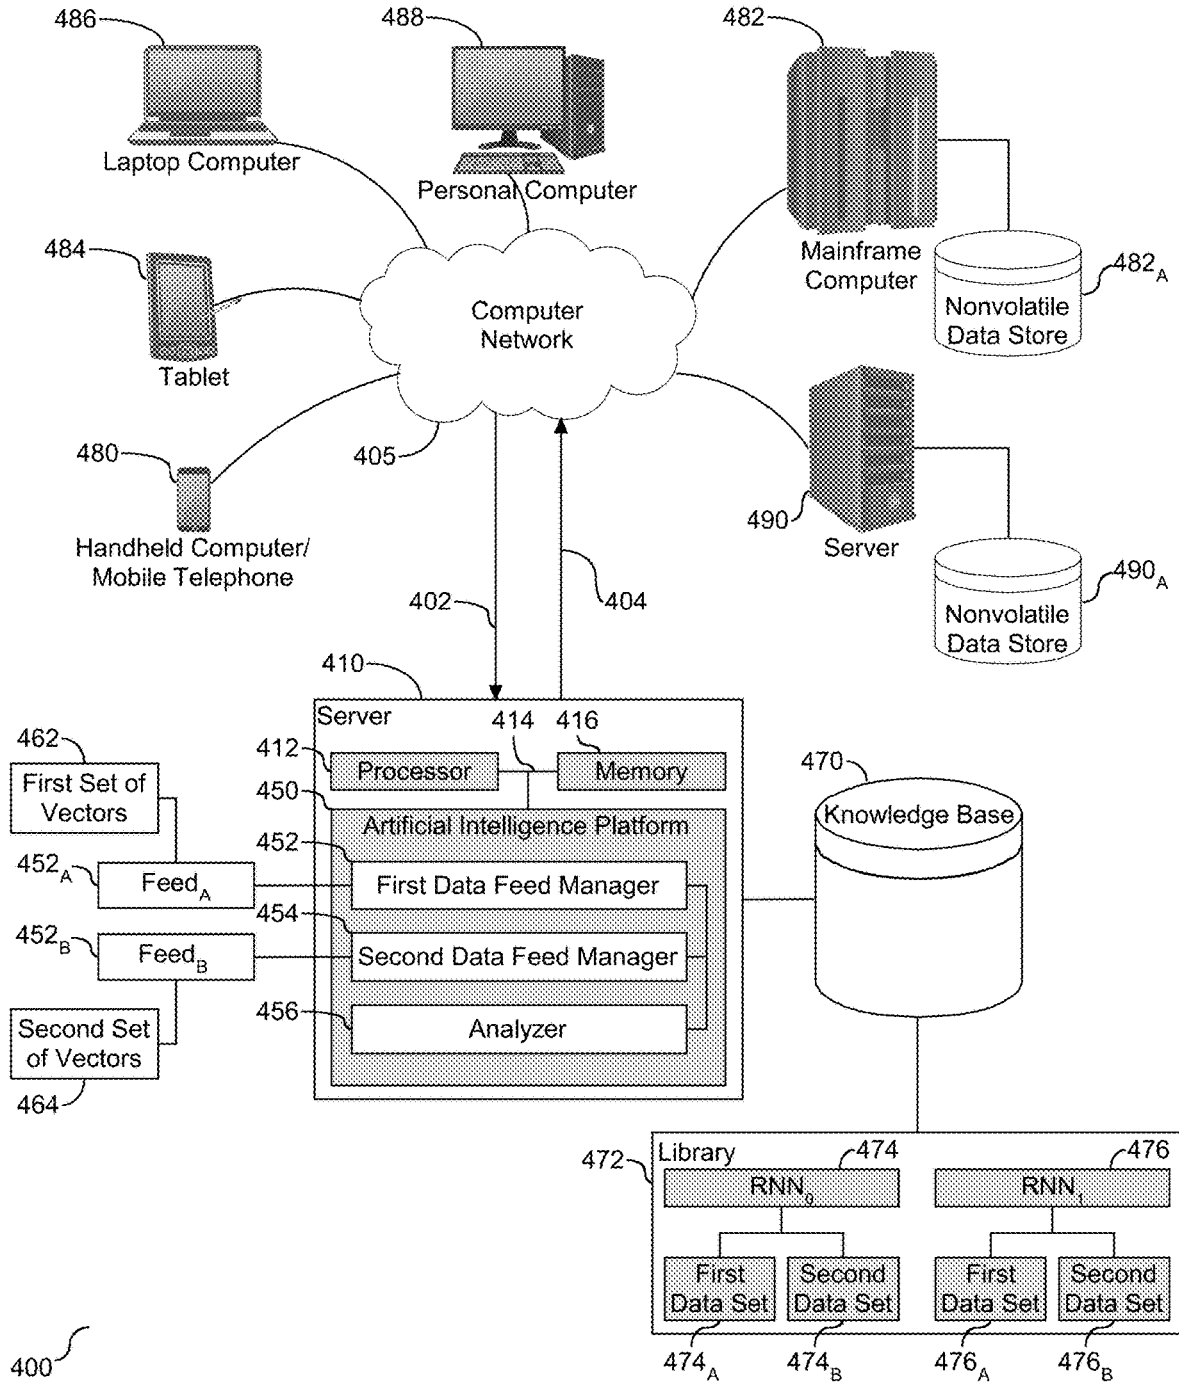 486
Laptop Computer
488
Personal Computer
482
Mainframe
Computer
482A
Nonvolatile
Data Store
484
Tablet
Computer
Network
405
480
Handheld Computer/
Mobile Telephone
490
Server
490A
Nonvolatile
Data Store
402
404
410
Server
414
416
412
Processor
Memory
450
Artificial Intelligence Platform
462
First Set of
Vectors
452
452A
FeedA
First Data Feed Manager
454
452B
FeedB
Second Data Feed Manager
456
Analyzer
Second Set
of Vectors
464
470
Knowledge Base
472
Library
474
RNN0
476
RNN1
First
Data Set
Second
Data Set
First
Data Set
Second
Data Set
474A
474B
476A
476B
400